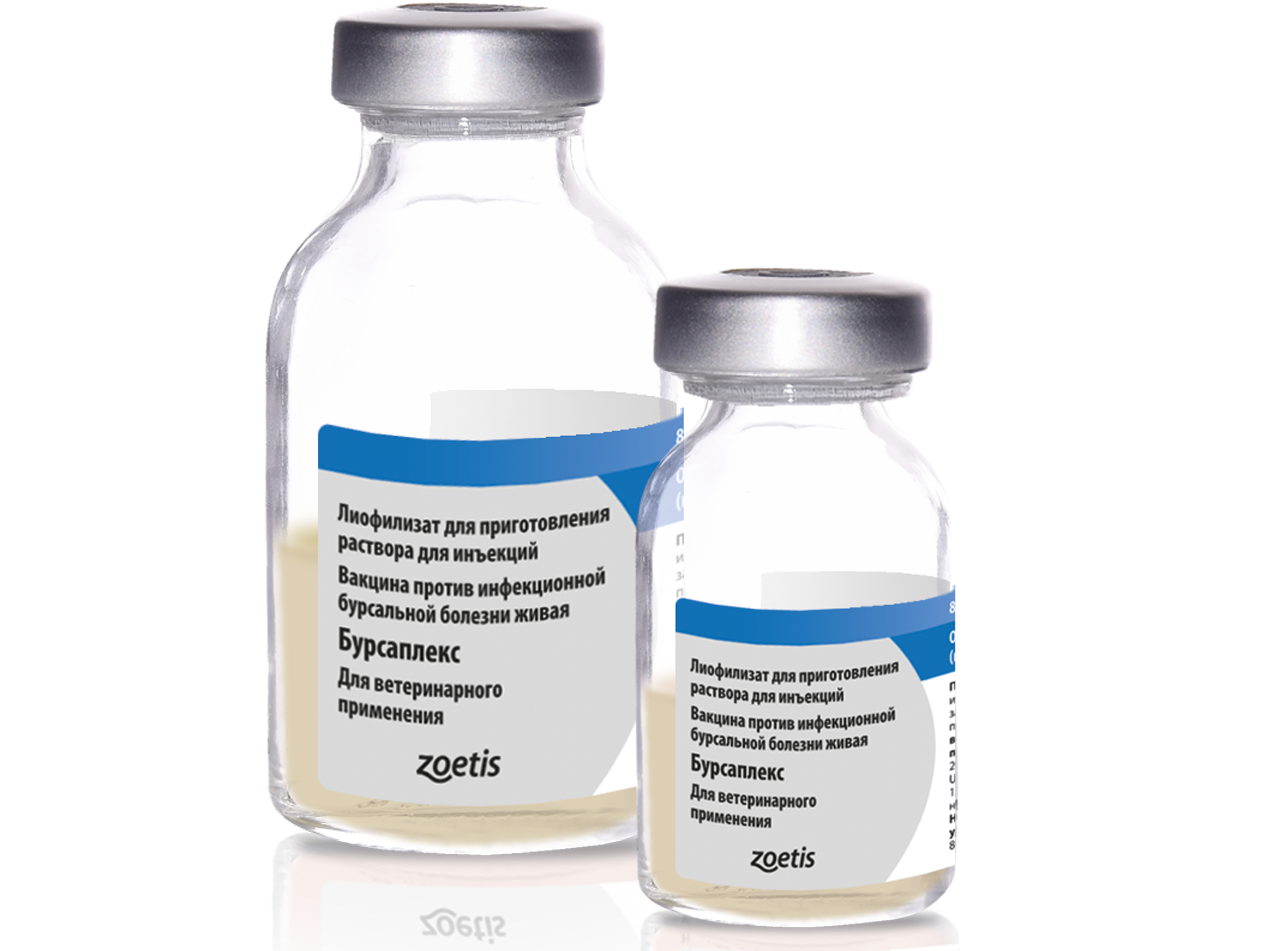 Лиофилизат для приготовления
раствора для инъекций
Вакцина против инфекционной
бурсальной болезни живая
Бурсаплекс
Для ветеринарного
применения
zoetis
Лиофилизат для приготовления
раствора для инъекций
Вакцина против инфекционной
бурсальной болезни живая
Бурсаплекс
Для ветеринарного
применения
zoetis
zoetis